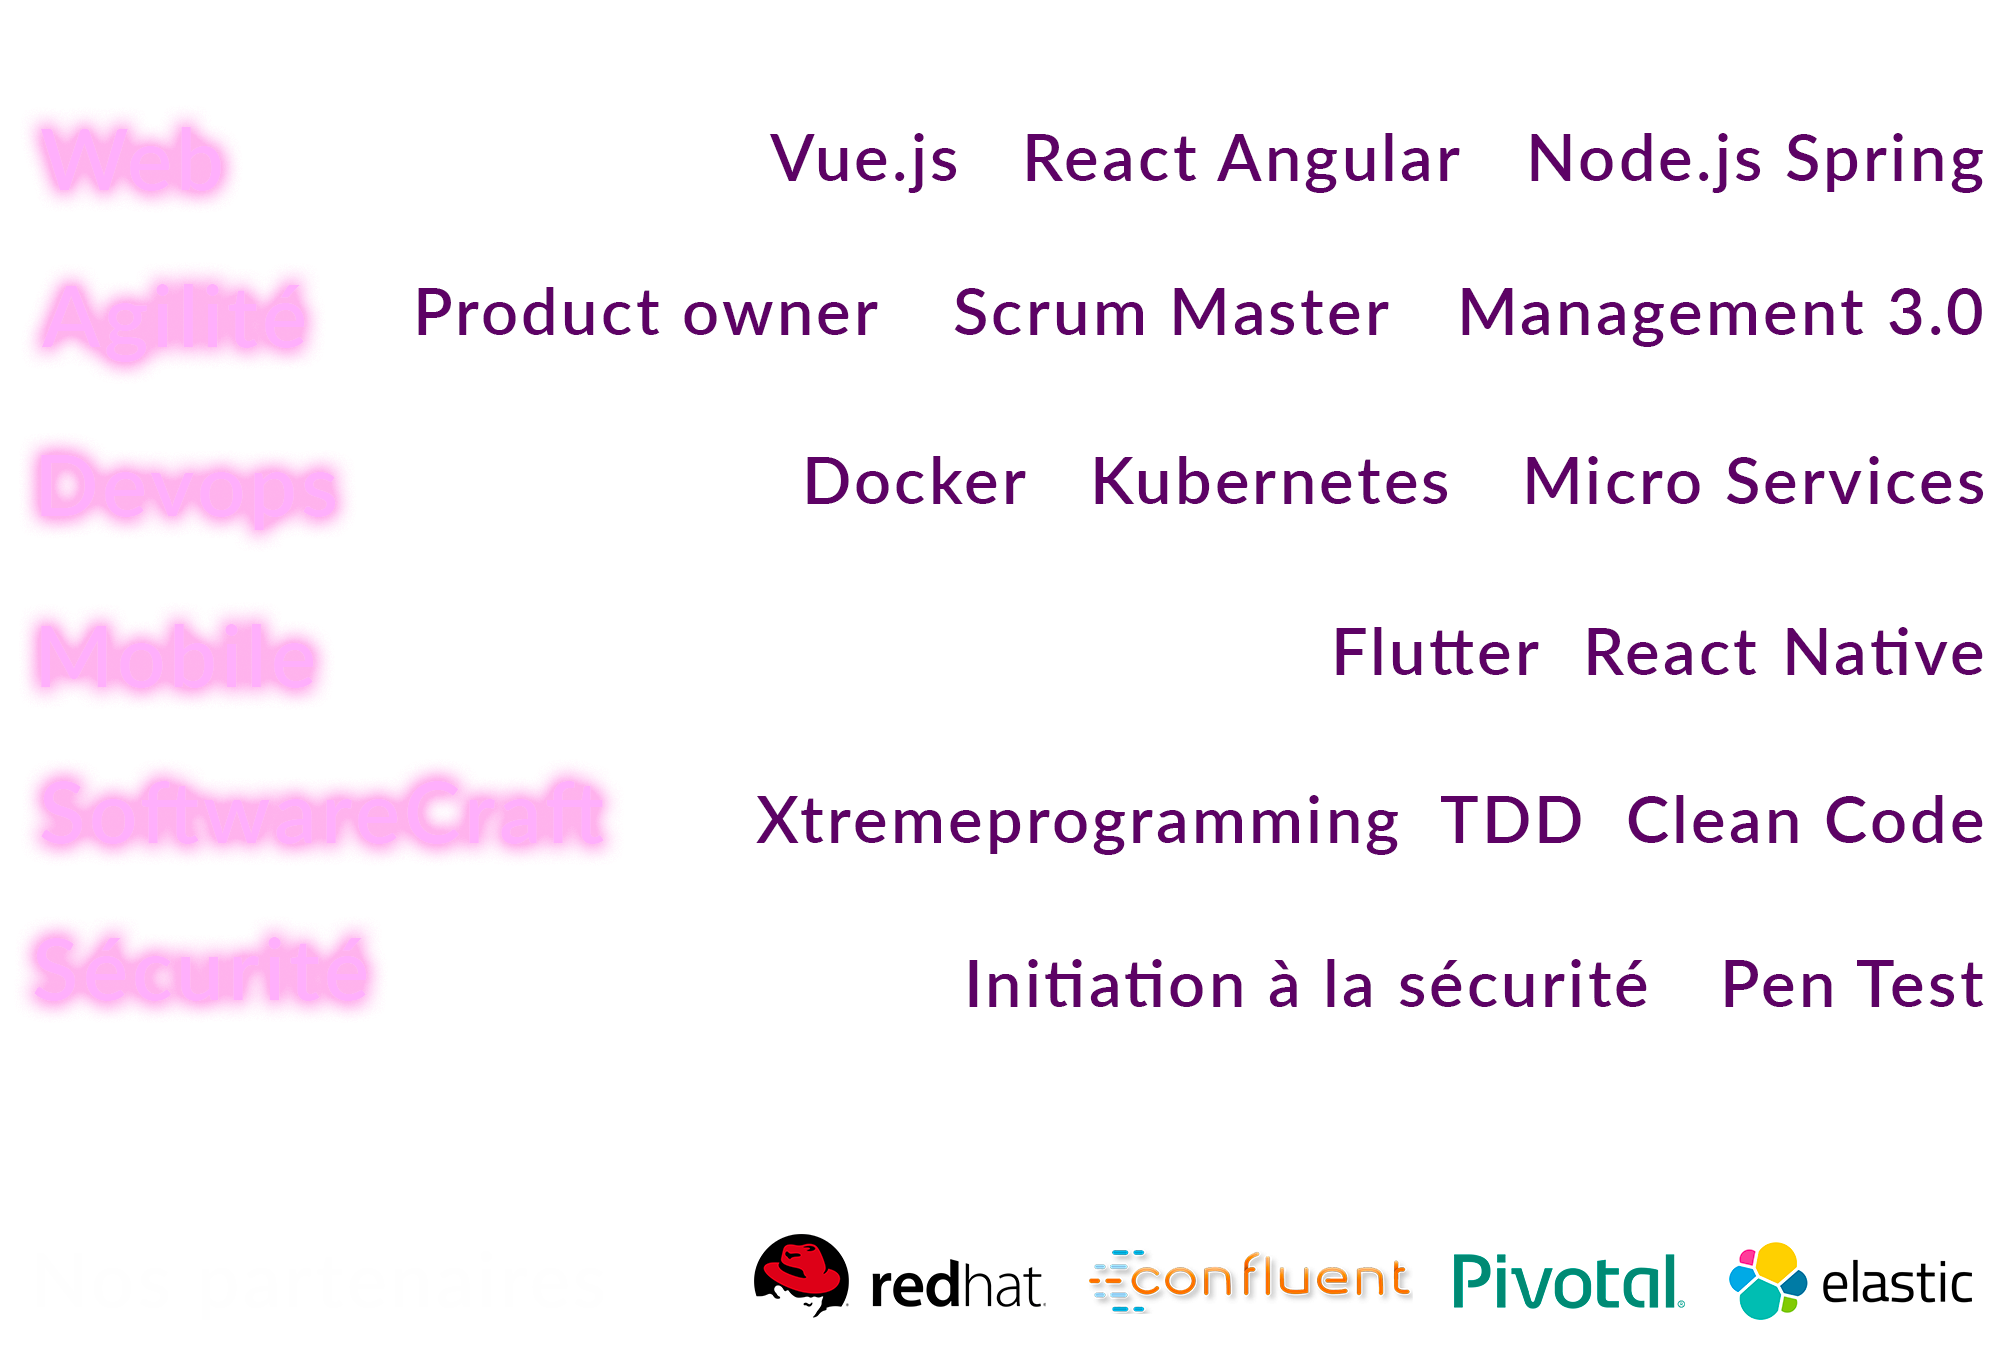 Web Vue.js React Angular Node.js Spring
Agilité Product owner Scrum Master Management 3.0
Devops Docker Kubernetes Micro Services
Mobile Flutter React Native
SoftwareCraft Xtremeprogramming TDD Clean Code
Sécurité Initiation à la sécurité Pen Test
redhat confluent Pivotal elastic